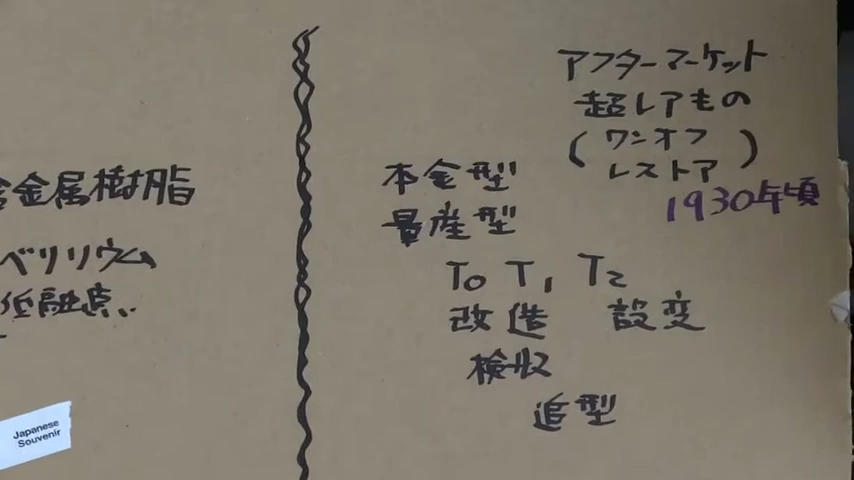 金属樹脂
ベリリウム
低融点..
Japanese
Souvenir
アフターマーケット
超レアもの
(ワンオフ
レストア)
1930年頃
本金型
量産型
T0 T1 T2
改造 設変
検収
追型